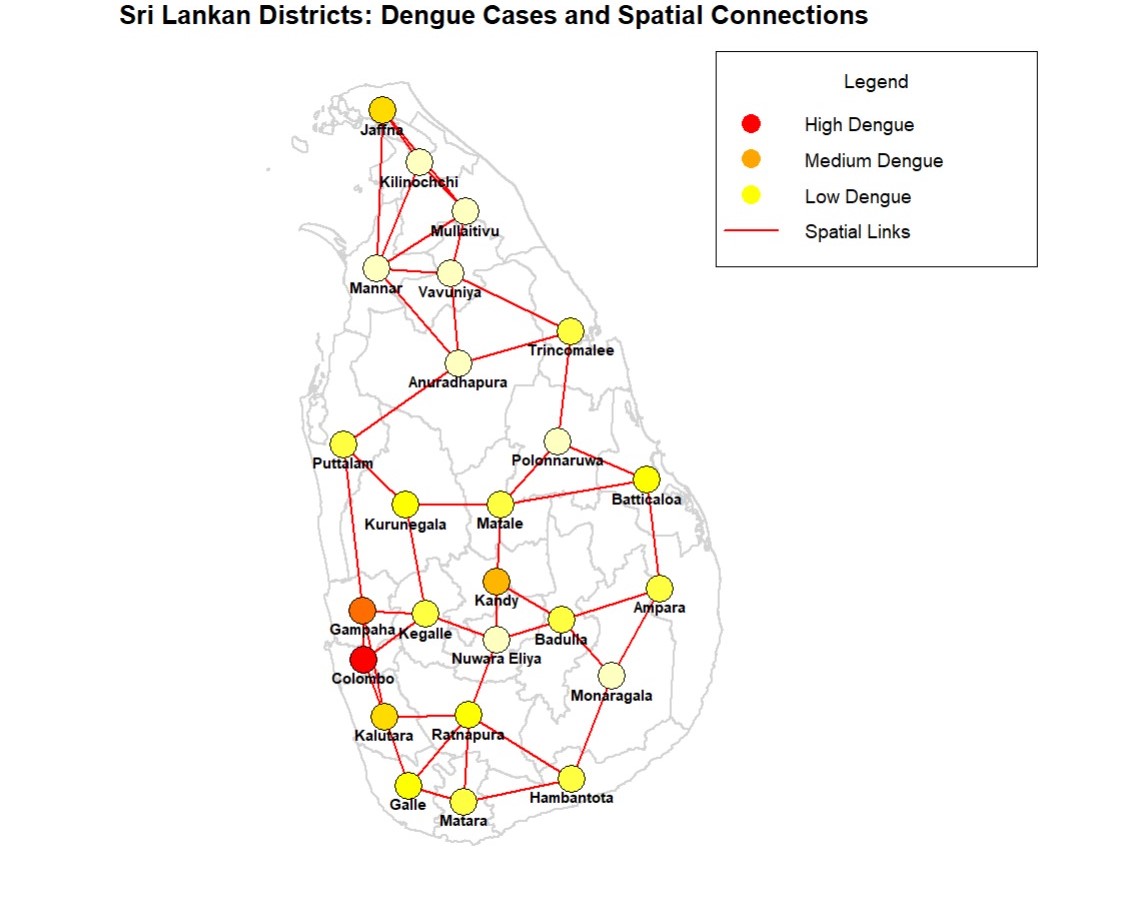 Sri Lankan Districts: Dengue Cases and Spatial Connections
Legend
High Dengue
Medium Dengue
Low Dengue
Spatial Links
Jaffna
Kilinochchi
Mullaitivu
Mannar
Vavuniya
Trincomalee
Anuradhapura
Polonnaruwa
Puttalam
Batticaloa
Kurunegala
Matale
Kandy
Ampara
Gampaha
Kegalle
Badulla
Nuwara Eliya
Colombo
Monaragala
Kalutara
Ratnapura
Hambantota
Galle
Matara